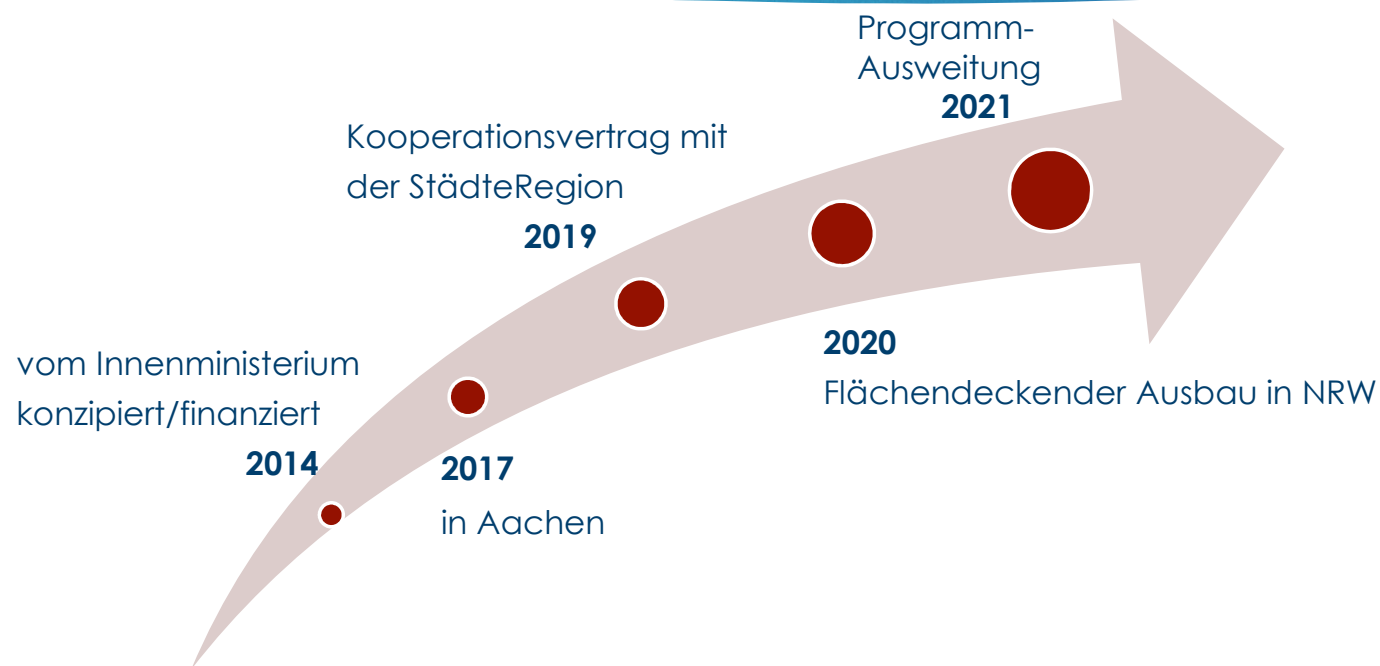 vom Innenministerium
konzipiert/finanziert
2014
2017
in Aachen
Kooperationsvertrag mit
der StädteRegion
2019
2020
Flächendeckender Ausbau in NRW
Programm-
Ausweitung
2021